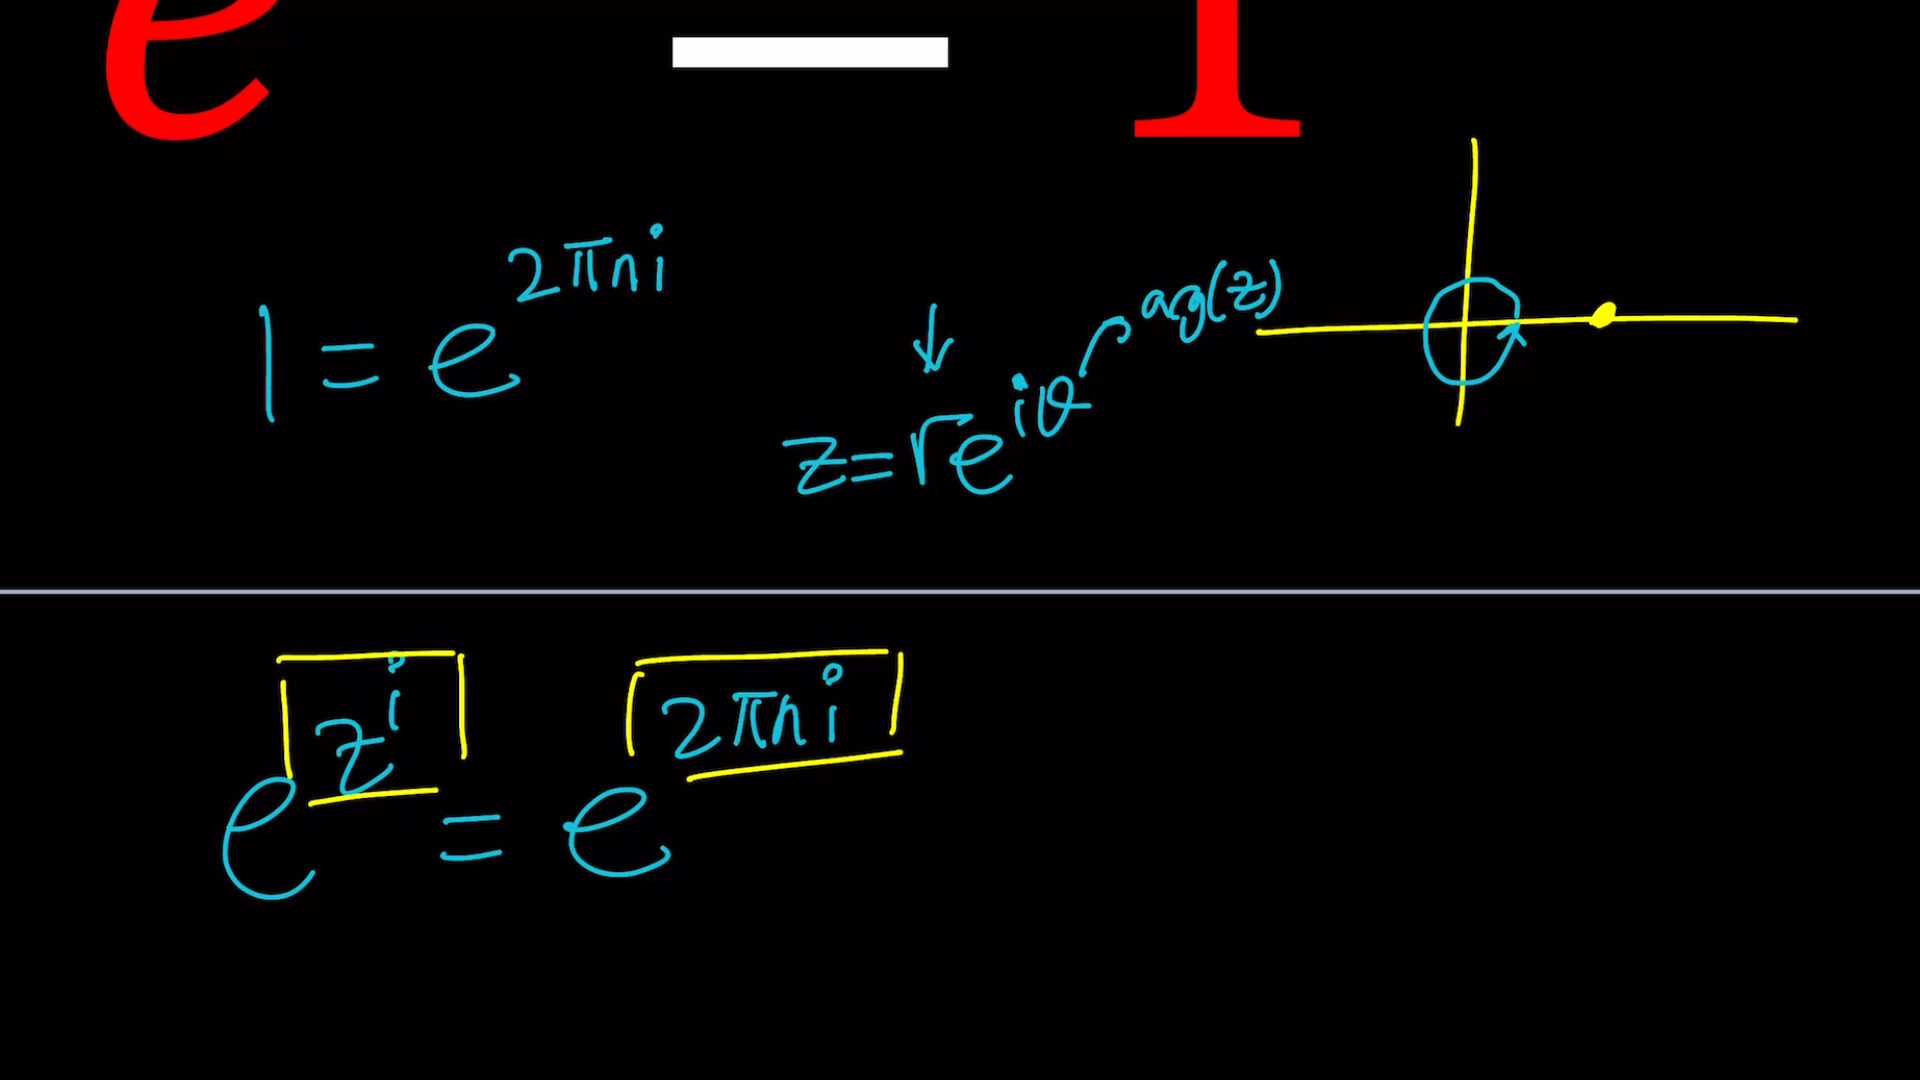 e = 1
1 = e^{2πni}
z = re^{iθ} arg(z)
e^{z^i} = e^{2πni}